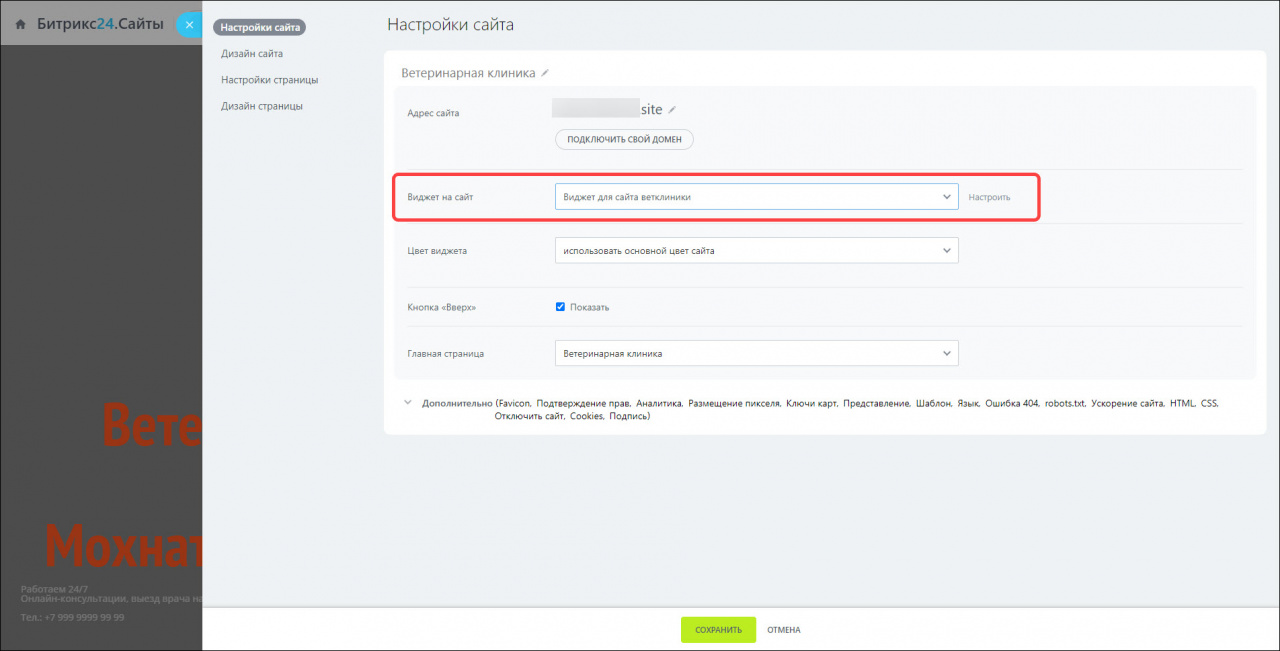 Битрикс24.Сайты
Настройки сайта
Дизайн сайта
Настройки страницы
Дизайн страницы
Настройки сайта
Ветеринарная клиника
Адрес сайта
site
ПОДКЛЮЧИТЬ СВОЙ ДОМЕН
Виджет на сайт
Виджет для сайта ветклиники
Настроить
Цвет виджета
использовать основной цвет сайта
Кнопка «Вверх»
Показать
Главная страница
Ветеринарная клиника
Дополнительно (Favicon, Подтверждение прав, Аналитика, Размещение пикселя, Ключи карт, Представление, Шаблон, Язык, Ошибка 404, robots.txt, Ускорение сайта, HTML, CSS,
Отключить сайт, Cookies, Подпись)
Вете
Мохнат
Работаем 24/7
Онлайн-консультации, выезд врача на
Тел.: +7 999 9999 99 99
СОХРАНИТЬ
ОТМЕНА